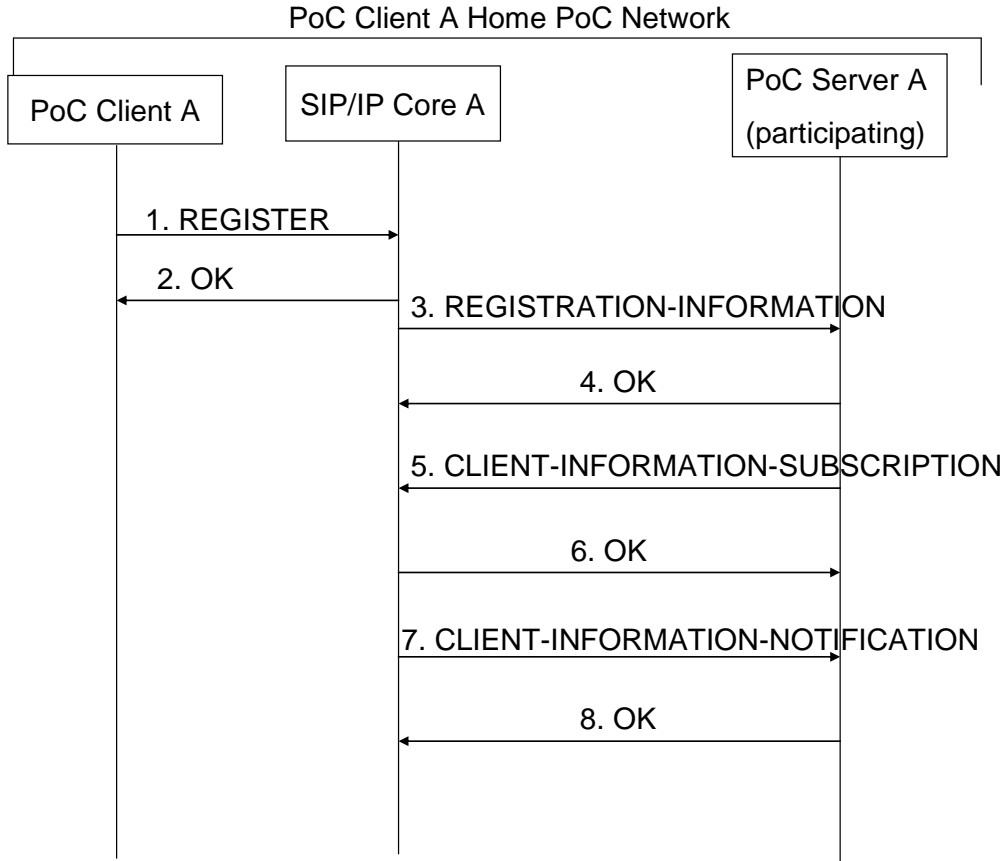 PoC Client A Home PoC Network
PoC Client A
SIP/IP Core A
PoC Server A
(participating)
1. REGISTER
2. OK
3. REGISTRATION-INFORMATION
4. OK
5. CLIENT-INFORMATION-SUBSCRIPTION
6. OK
7. CLIENT-INFORMATION-NOTIFICATION
8. OK